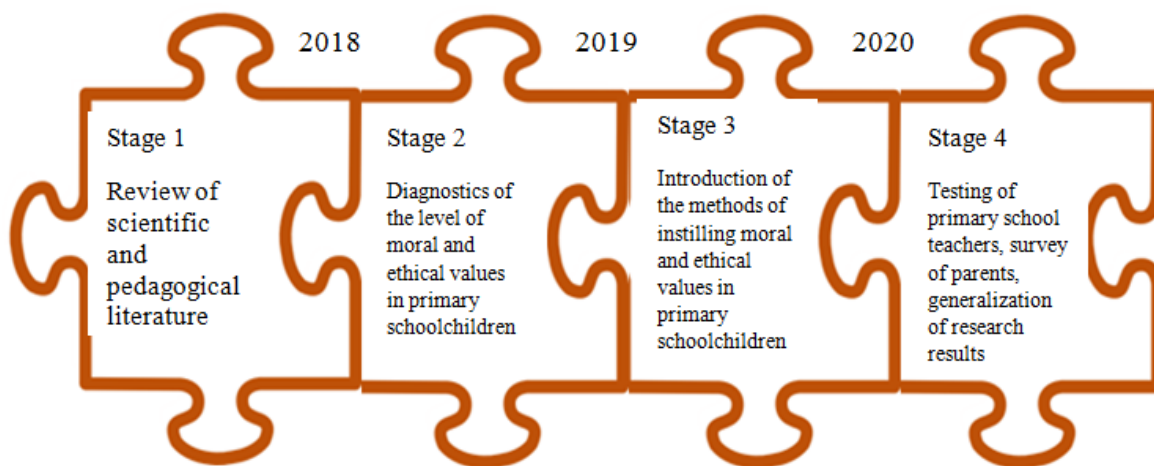 2018
2019
2020
Stage 1
Review of
scientific
and
pedagogical
literature
Stage 2
Diagnostics of
the level of
moral and
ethical values
in primary
schoolchildren
Stage 3
Introduction of
the methods of
instilling moral
and ethical
values in
primary
schoolchildren
Stage 4
Testing of
primary school
teachers, survey
of parents,
generalization
of research
results